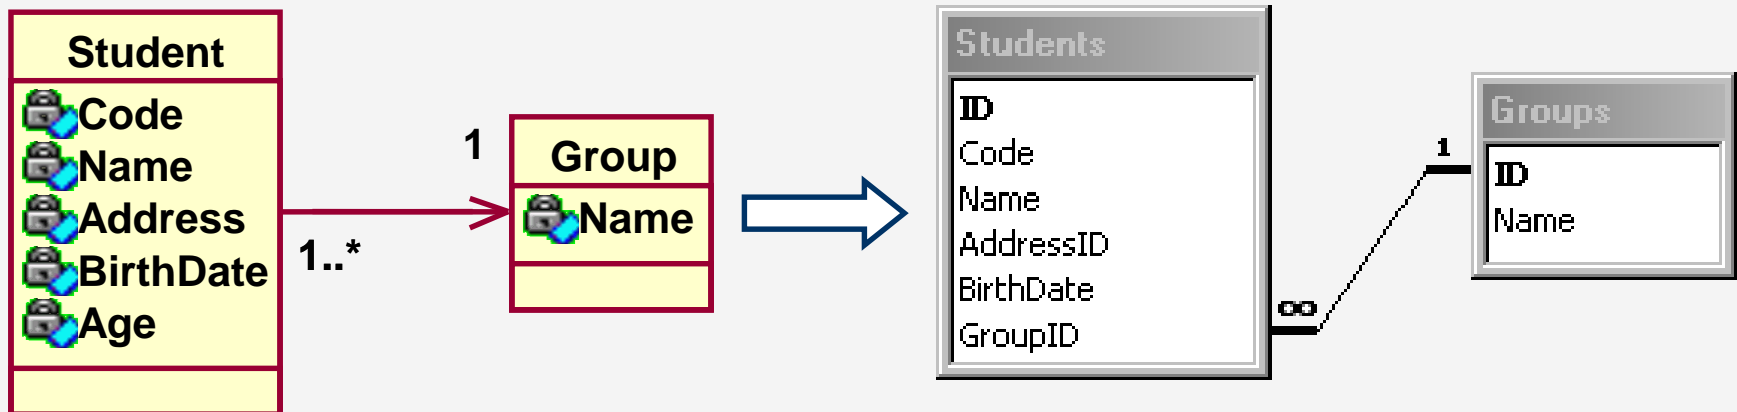 Student
Code
Name
Address
BirthDate
Age
1
1..*
Group
Name
Students
ID
Code
Name
AddressID
BirthDate
GroupID
∞
1
Groups
ID
Name